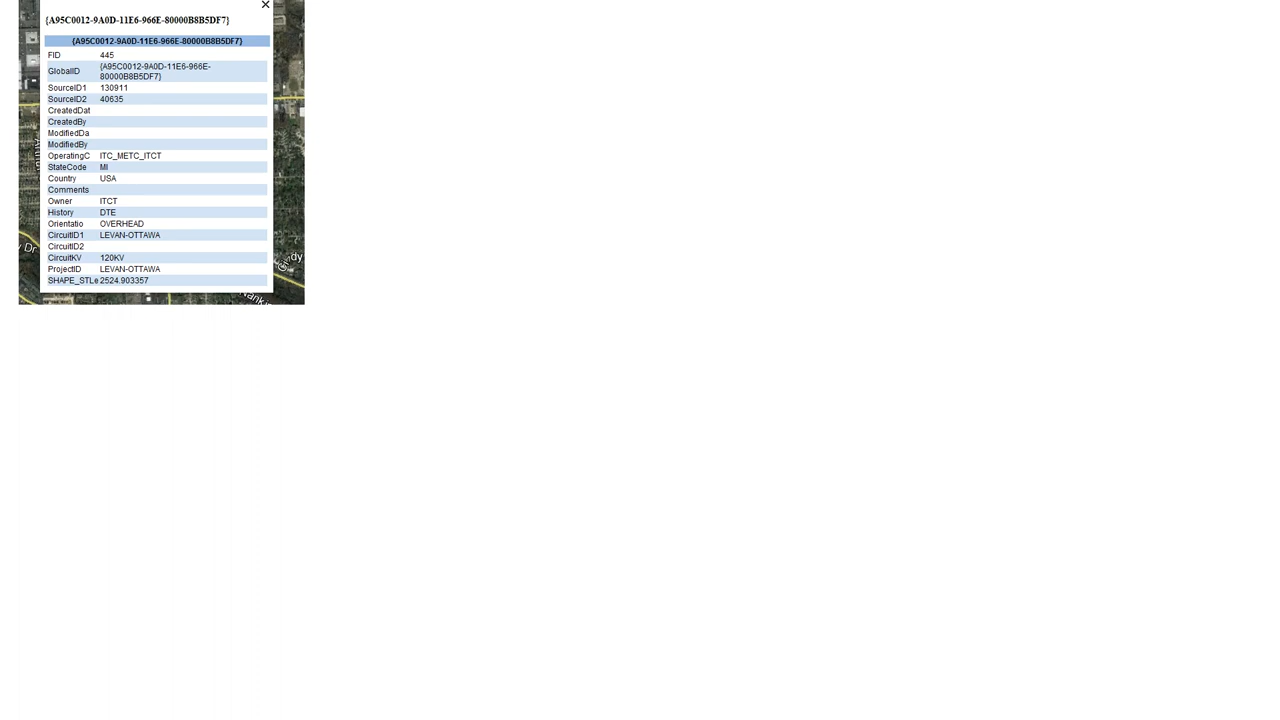 {A95C0012-9A0D-11E6-966E-80000B8B5DF7}
{A95C0012-9A0D-11E6-966E-80000B8B5DF7}
FID 445
GlobalID {A95C0012-9A0D-11E6-966E-
80000B8B5DF7}
SourceID1 130911
SourceID2 40635
CreatedDat
CreatedBy
ModifiedDa
ModifiedBy
OperatingC ITC_METC_ITCT
StateCode MI
Country USA
Comments
Owner ITCT
History DTE
Orientatio OVERHEAD
CircuitID1 LEVAN-OTTAWA
CircuitID2
CircuitKV 120KV
ProjectID LEVAN-OTTAWA
SHAPE_STLe 2524.903357
Dr